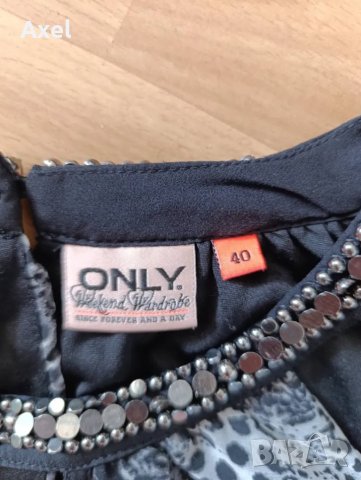 Axel
ONLY.
Weekend Wardrobe
SINCE FOREVER AND A DAY
40
bazar